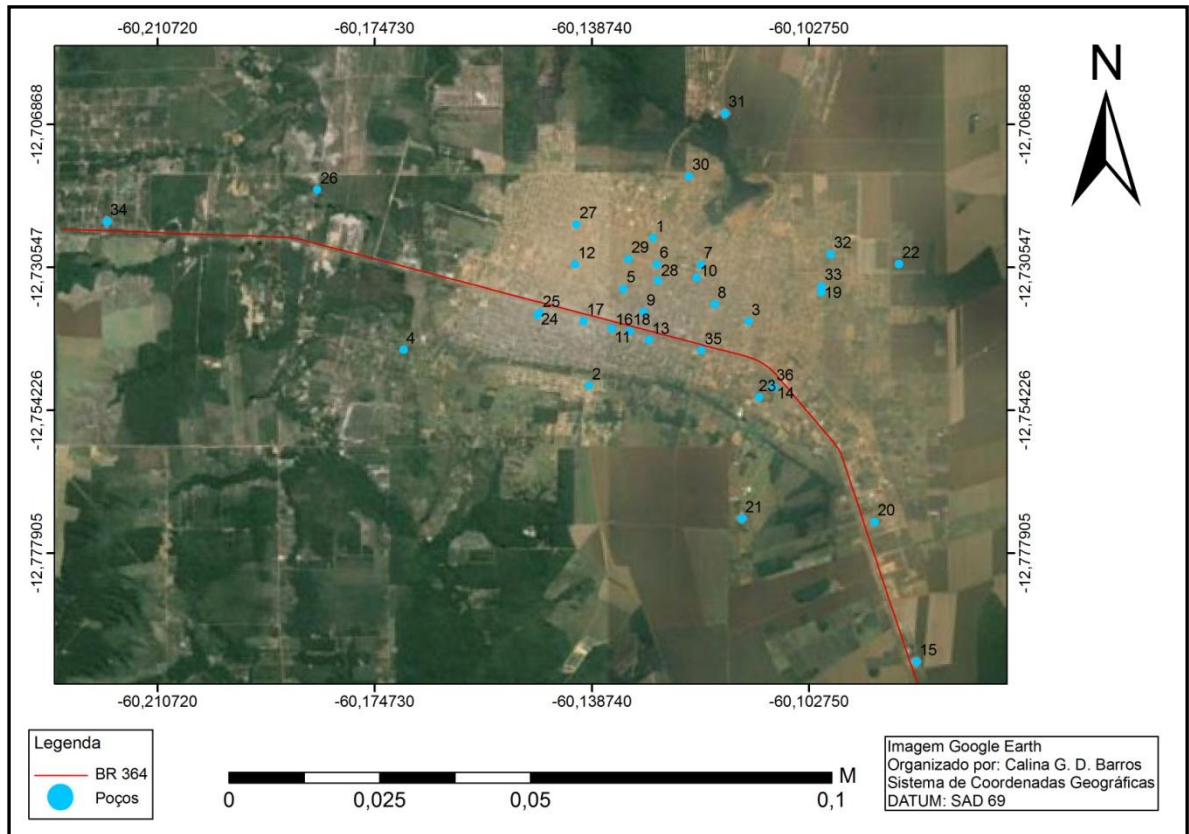 -60,210720 -60,174730 -60,138740 -60,102750
N
31
-12,706868 -12,706868
30
26
34
27
1
29 6 7 32
12 22
-12,730547 -12,730547
28 10
5 33
19
9 8
25
24 17 16 18 3
11 13
4 35
2 36
23 14
-12,754226 -12,754226
21 20
-12,777905 -12,777905
15
-60,210720 -60,174730 -60,138740 -60,102750
Legenda
BR 364
Poços
M
0 0,025 0,05 0,1
Imagem Google Earth
Organizado por: Calina G. D. Barros
Sistema de Coordenadas Geográficas
DATUM: SAD 69